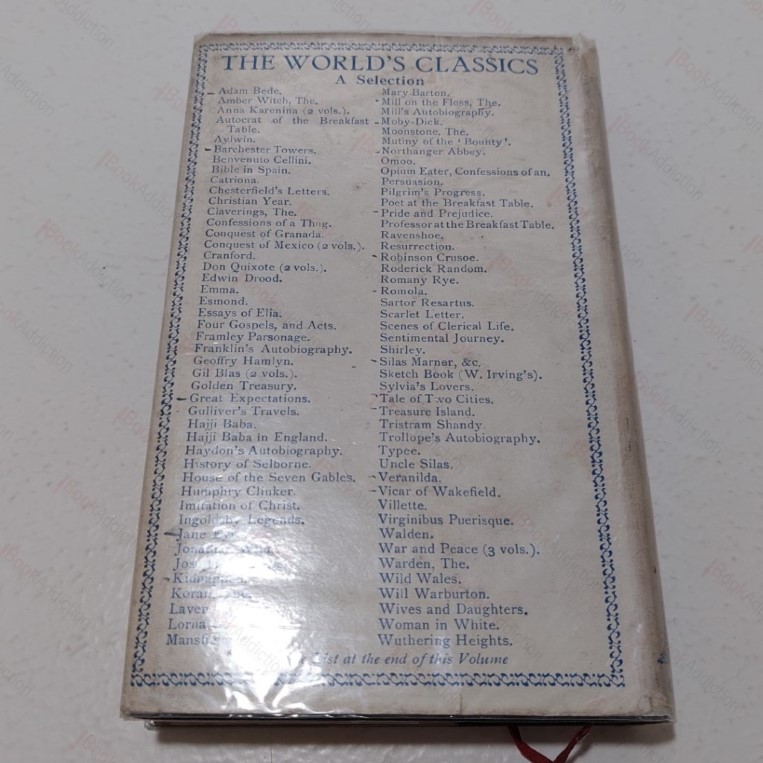 THE WORLD'S CLASSICS
A Selection
Adam Bede.
Amber Witch, The.
Anna Karenina (2 vols.).
Autocrat of the Breakfast
Table.
Aylwin.
Barchester Towers.
Benvenuto Cellini.
Bible in Spain.
Catriona.
Chesterfield's Letters.
Christian Year.
Claverings, The.
Confessions of a Thug.
Conquest of Granada.
Conquest of Mexico (2 vols.).
Cranford.
Don Quixote (2 vols.).
Edwin Drood.
Emma.
Esmond.
Essays of Elia.
Four Gospels, and Acts.
Framley Parsonage.
Franklin's Autobiography.
Geoffry Hamlyn.
Gil Blas (2 vols.).
Golden Treasury.
Great Expectations.
Gulliver's Travels.
Hajji Baba.
Hajji Baba in England.
Haydon's Autobiography.
History of Selborne.
House of the Seven Gables.
Humphry Clinker.
Imitation of Christ.
Ingoldsby Legends.
Jane
Kidnapped
Koran
Laven
Lorna
Mansfi
Mary Barton.
Mill on the Floss, The.
Mill's Autobiography.
Moby-Dick.
Moonstone, The.
Mutiny of the 'Bounty'.
Northanger Abbey.
Omoo.
Opium Eater, Confessions of an.
Persuasion.
Pilgrim's Progress.
Poet at the Breakfast Table.
Pride and Prejudice.
Professor at the Breakfast Table.
Ravenshoe.
Resurrection.
Robinson Crusoe.
Roderick Random.
Romany Rye.
Romola.
Sartor Resartus.
Scarlet Letter.
Scenes of Clerical Life.
Sentimental Journey.
Shirley.
Silas Marner, &c.
Sketch Book (W. Irving's).
Sylvia's Lovers.
Tale of Two Cities.
Treasure Island.
Tristram Shandy
Trollope's Autobiography.
Typee.
Uncle Silas.
Veranilda.
Vicar of Wakefield.
Villette.
Virginibus Puerisque.
Walden.
War and Peace (3 vols.).
Warden, The.
Wild Wales.
Will Warburton.
Wives and Daughters.
Woman in White.
Wuthering Heights.
List at the end of this Volume